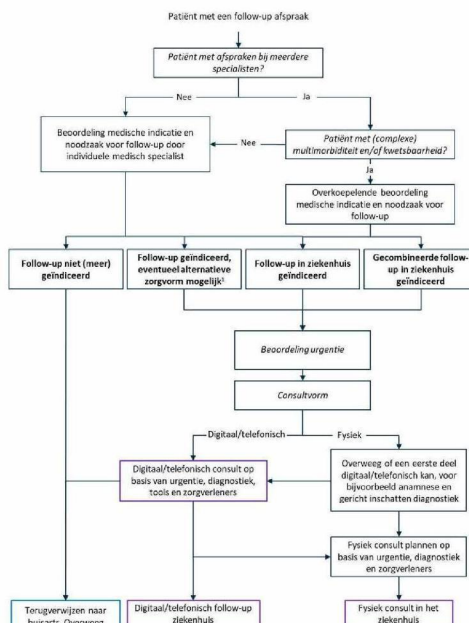 Patiënt met een follow-up afspraak
Patiënt met afspraken bij meerdere
specialisten?
Nee
Ja
Beoordeling medische indicatie en
noodzaak voor follow-up door
individuele medisch specialist
Nee
Patiënt met (complexe)
multimorbiditeit en/of kwetsbaarheid?
Ja
Overkoepelende beoordeling
medische indicatie en noodzaak voor
follow-up
Follow-up niet (meer)
geïndiceerd
Follow-up geïndiceerd,
eventueel alternatieve
zorgvorm mogelijk¹
Follow-up in ziekenhuis
geïndiceerd
Gecombineerde follow-
up in ziekenhuis
geïndiceerd
Beoordeling urgentie
Consultvorm
Digitaal/telefonisch
Fysiek
Digitaal/telefonisch consult op
basis van urgentie, diagnostiek,
tools en zorgverleners
Overweeg of een eerste deel
digitaal/telefonisch kan, voor
bijvoorbeeld anamnese en
gericht inschatten diagnostiek
Fysiek consult plannen op
basis van urgentie, diagnostiek
en zorgverleners
Terugverwijzen naar
huisarts. Overweeg
Digitaal/telefonisch follow-up
ziekenhuis
Fysiek consult in het
ziekenhuis